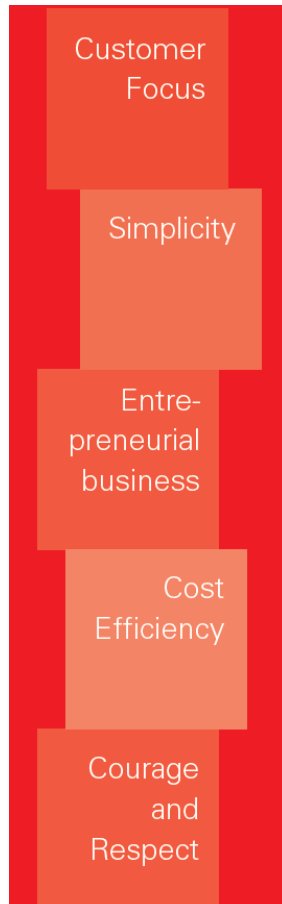 Customer
Focus
Simplicity
Entre-
preneurial
business
Cost
Efficiency
Courage
and
Respect